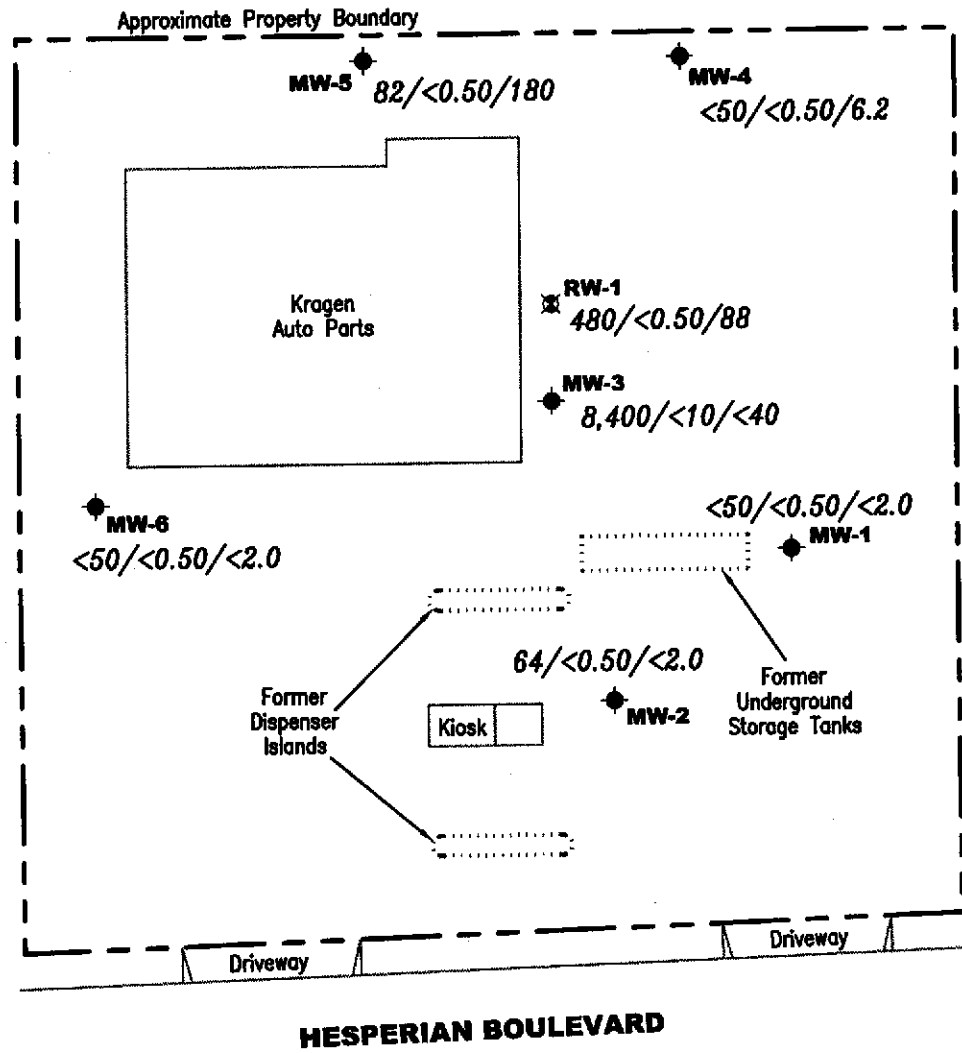 Approximate Property Boundary
MW-5
82/<0.50/180
MW-4
<50/<0.50/6.2
Kragen
Auto Parts
RW-1
480/<0.50/88
MW-3
8,400/<10/<40
MW-6
<50/<0.50/<2.0
<50/<0.50/<2.0
MW-1
64/<0.50/<2.0
MW-2
Former
Underground
Storage Tanks
Former
Dispenser
Islands
Kiosk
Driveway
Driveway
HESPERIAN BOULEVARD